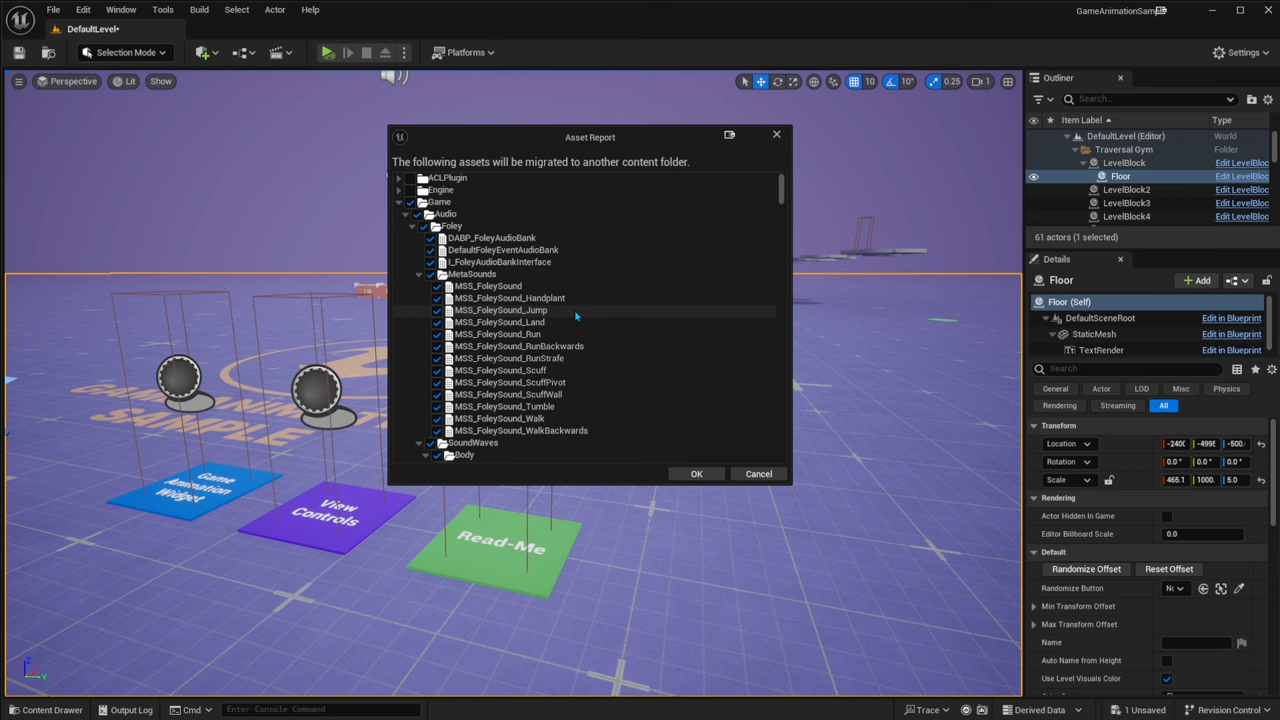 File Edit Window Tools Build Select Actor Help
GameAnimationSamp
DefaultLevel•
Selection Mode
Platforms
Settings
Perspective
Lit
Show
10
10°
0.25
1
Outliner
Search...
Item Label
Type
DefaultLevel (Editor) World
Traversal Gym Folder
LevelBlock Edit LevelBloc
Floor Edit LevelBloc
LevelBlock2 Edit LevelBloc
LevelBlock3 Edit LevelBloc
LevelBlock4 Edit LevelBloc
61 actors (1 selected)
Details
Floor
Add
Floor (Self)
DefaultSceneRoot Edit in Blueprint
StaticMesh Edit in Blueprint
TextRender Edit in Blueprint
Search
General Actor LOD Misc Physics
Rendering Streaming All
Transform
Location -2400 -4995 -500.
Rotation 0.0° 0.0° 0.0°
Scale 465.1 1000. 5.0
Rendering
Actor Hidden In Game
Editor Billboard Scale 0.0
Default
Randomize Offset Reset Offset
Randomize Button
Min Transform Offset
Max Transform Offset
Name
Auto Name from Height
Use Level Visuals Color
Asset Report
The following assets will be migrated to another content folder.
ACLPlugin
Engine
Game
Audio
Foley
DABP_FoleyAudioBank
DefaultFoleyEventAudioBank
I_FoleyAudioBankInterface
MetaSounds
MSS_FoleySound
MSS_FoleySound_Handplant
MSS_FoleySound_Jump
MSS_FoleySound_Land
MSS_FoleySound_Run
MSS_FoleySound_RunBackwards
MSS_FoleySound_RunStrafe
MSS_FoleySound_Scuff
MSS_FoleySound_ScuffPivot
MSS_FoleySound_ScuffWall
MSS_FoleySound_Tumble
MSS_FoleySound_Walk
MSS_FoleySound_WalkBackwards
SoundWaves
Body
OK
Cancel
SAMPLE
Game
Animation
Widget
View
Controls
Read-Me
Z
Y
Content Drawer
Output Log
Cmd
Enter Console Command
Trace
Derived Data
1 Unsaved
Revision Control